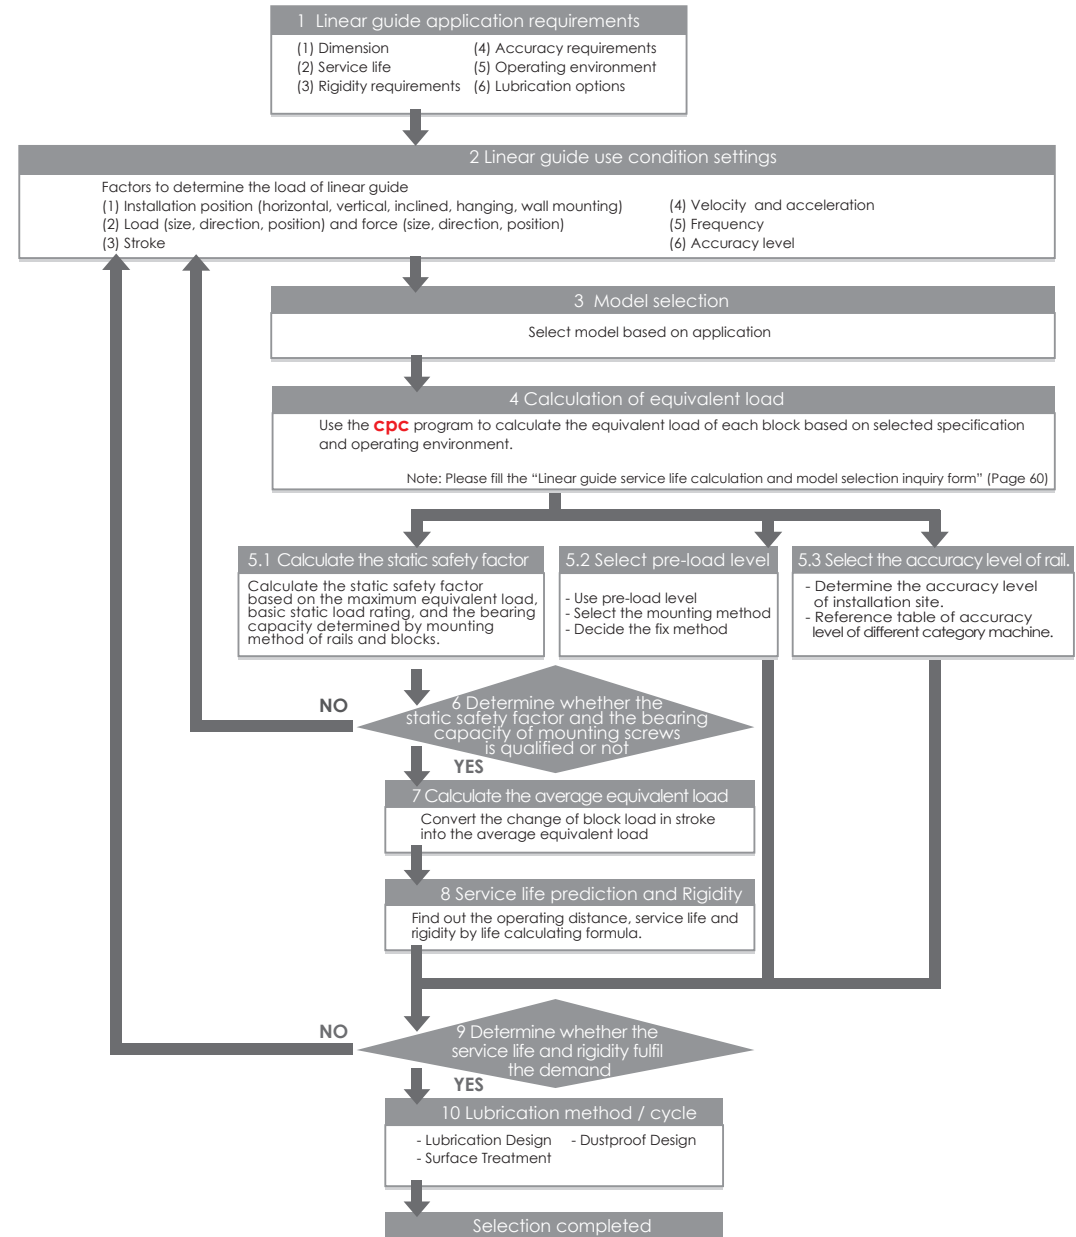 1 Linear guide application requirements
(1) Dimension
(2) Service life
(3) Rigidity requirements
(4) Accuracy requirements
(5) Operating environment
(6) Lubrication options
2 Linear guide use condition settings
Factors to determine the load of linear guide
(1) Installation position (horizontal, vertical, inclined, hanging, wall mounting)
(2) Load (size, direction, position) and force (size, direction, position)
(3) Stroke
(4) Velocity and acceleration
(5) Frequency
(6) Accuracy level
3 Model selection
Select model based on application
4 Calculation of equivalent load
Use the cpc program to calculate the equivalent load of each block based on selected specification
and operating environment.
Note: Please fill the “Linear guide service life calculation and model selection inquiry form” (Page 60)
5.1 Calculate the static safety factor
Calculate the static safety factor
based on the maximum equivalent load,
basic static load rating, and the bearing
capacity determined by mounting
method of rails and blocks.
5.2 Select pre-load level
- Use pre-load level
- Select the mounting method
- Decide the fix method
5.3 Select the accuracy level of rail.
- Determine the accuracy level
of installation site.
- Reference table of accuracy
level of different category machine.
NO
6 Determine whether the
static safety factor and the bearing
capacity of mounting screws
is qualified or not
YES
7 Calculate the average equivalent load
Convert the change of block load in stroke
into the average equivalent load
8 Service life prediction and Rigidity
Find out the operating distance, service life and
rigidity by life calculating formula.
NO
9 Determine whether the
service life and rigidity fulfil
the demand
YES
10 Lubrication method / cycle
- Lubrication Design
- Dustproof Design
- Surface Treatment
Selection completed